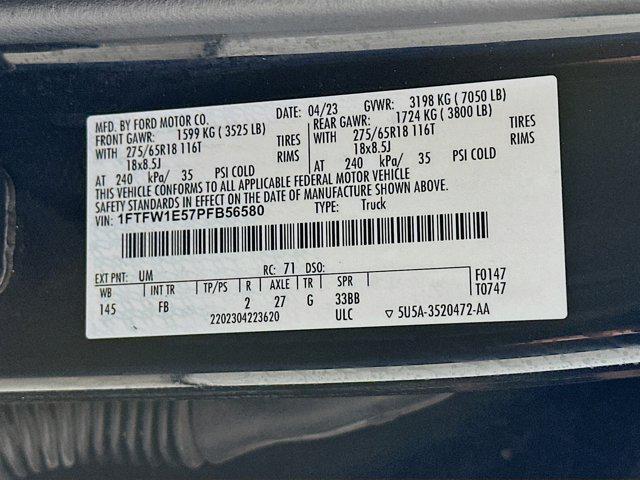 MFD. BY FORD MOTOR CO. DATE: 04/23 GVWR: 3198 KG ( 7050 LB)
FRONT GAWR: 1599 KG ( 3525 LB) REAR GAWR: 1724 KG ( 3800 LB)
WITH 275/65R18 116T TIRES WITH 275/65R18 116T TIRES
18x8.5J RIMS 18x8.5J RIMS
AT 240 kPa/ 35 PSI COLD AT 240 kPa/ 35 PSI COLD
THIS VEHICLE CONFORMS TO ALL APPLICABLE FEDERAL MOTOR VEHICLE
SAFETY STANDARDS IN EFFECT ON THE DATE OF MANUFACTURE SHOWN ABOVE.
VIN: 1FTFW1E57PFB56580 TYPE: Truck
EXT PNT: UM RC: 71 DSO: F0147
WB INT TR TP/PS R AXLE TR SPR T0747
145 FB 2 27 G 33BB
2202304223620 ULC ▽ 5U5A-3520472-AA